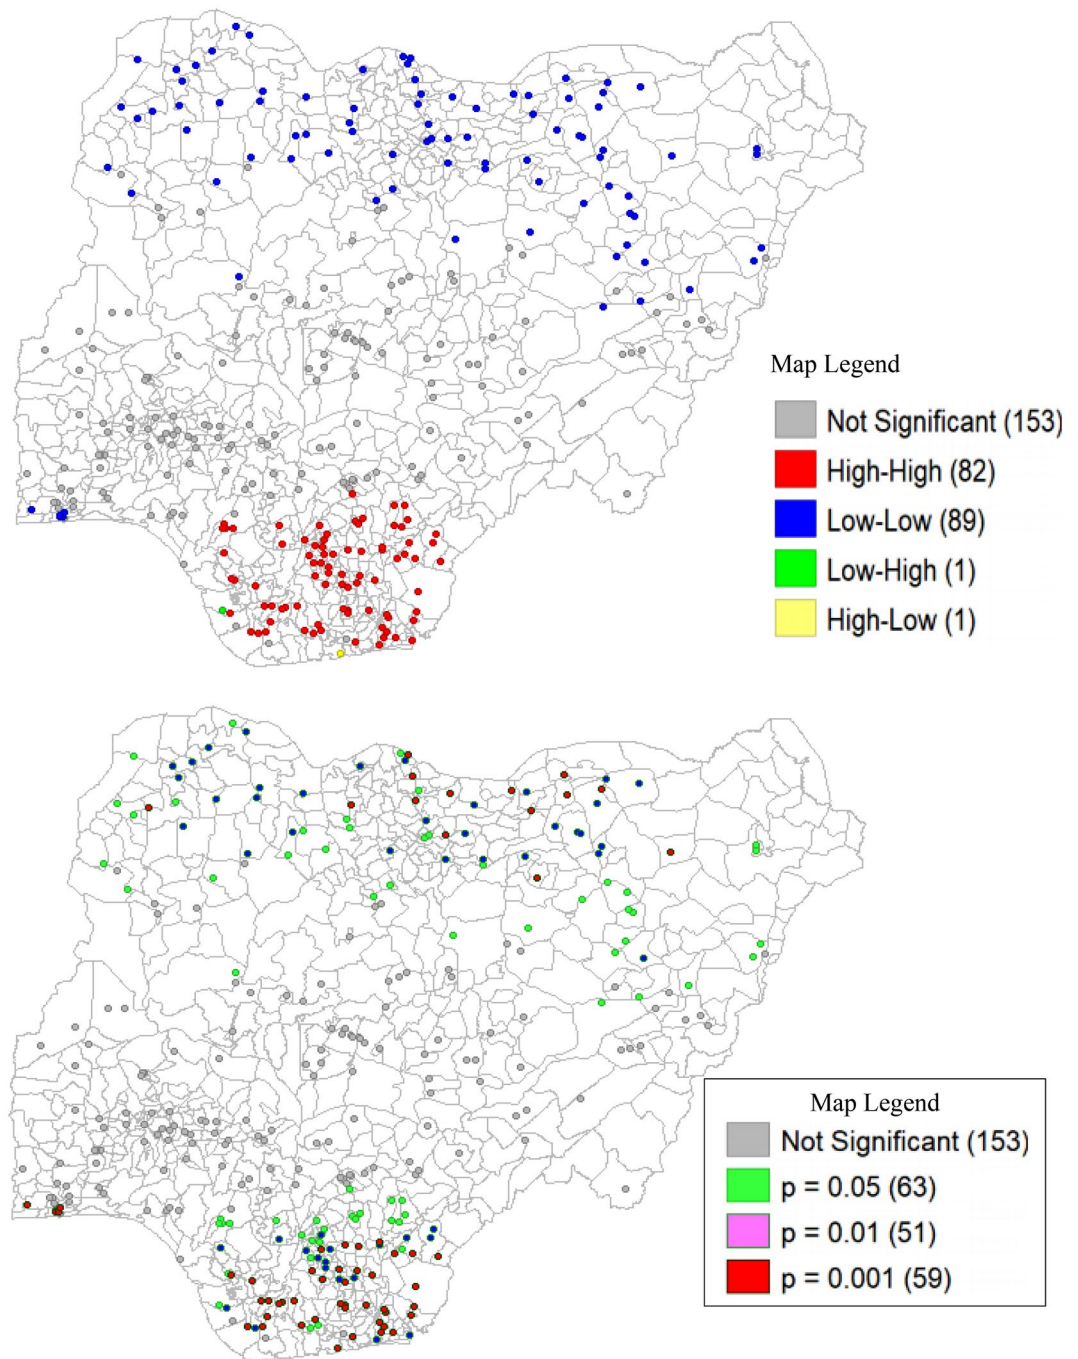 Map Legend
Not Significant (153)
High-High (82)
Low-Low (89)
Low-High (1)
High-Low (1)
Map Legend
Not Significant (153)
p = 0.05 (63)
p = 0.01 (51)
p = 0.001 (59)